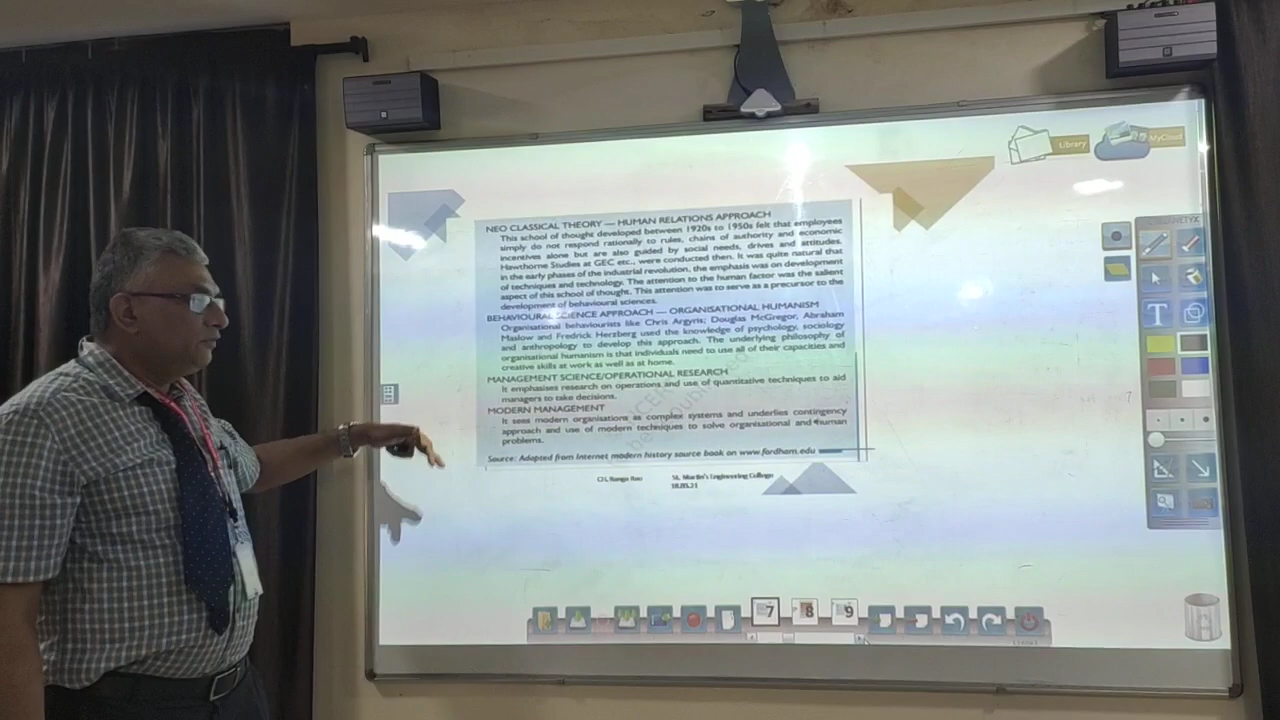 Library
MyCloud
NEO CLASSICAL THEORY — HUMAN RELATIONS APPROACH
This school of thought developed between 1920s to 1950s felt that employees
simply do not respond rationally to rules, chains of authority and economic
incentives alone but are also guided by social needs, drives and attitudes.
Hawthorne Studies at GEC etc., were conducted then. It was quite natural that
in the early phases of the industrial revolution, the emphasis was on development
of techniques and technology. The attention to the human factor was the salient
aspect of this school of thought. This attention was to serve as a precursor to the
development of behavioural sciences.
BEHAVIOURAL SCIENCE APPROACH — ORGANISATIONAL HUMANISM
Organisational behaviourists like Chris Argyris; Douglas McGregor, Abraham
Maslow and Fredrick Herzberg used the knowledge of psychology, sociology
and anthropology to develop this approach. The underlying philosophy of
organisational humanism is that individuals need to use all of their capacities and
creative skills at work as well as at home.
MANAGEMENT SCIENCE/OPERATIONAL RESEARCH
It emphasises research on operations and use of quantitative techniques to aid
managers to take decisions.
MODERN MANAGEMENT
It sees modern organisations as complex systems and underlies contingency
approach and use of modern techniques to solve organisational and human
problems.
Source: Adapted from Internet modern history source book on www.fordham.edu
Ranga Rao St. Martin's Engineering College
18.05.21
T
7 8 9